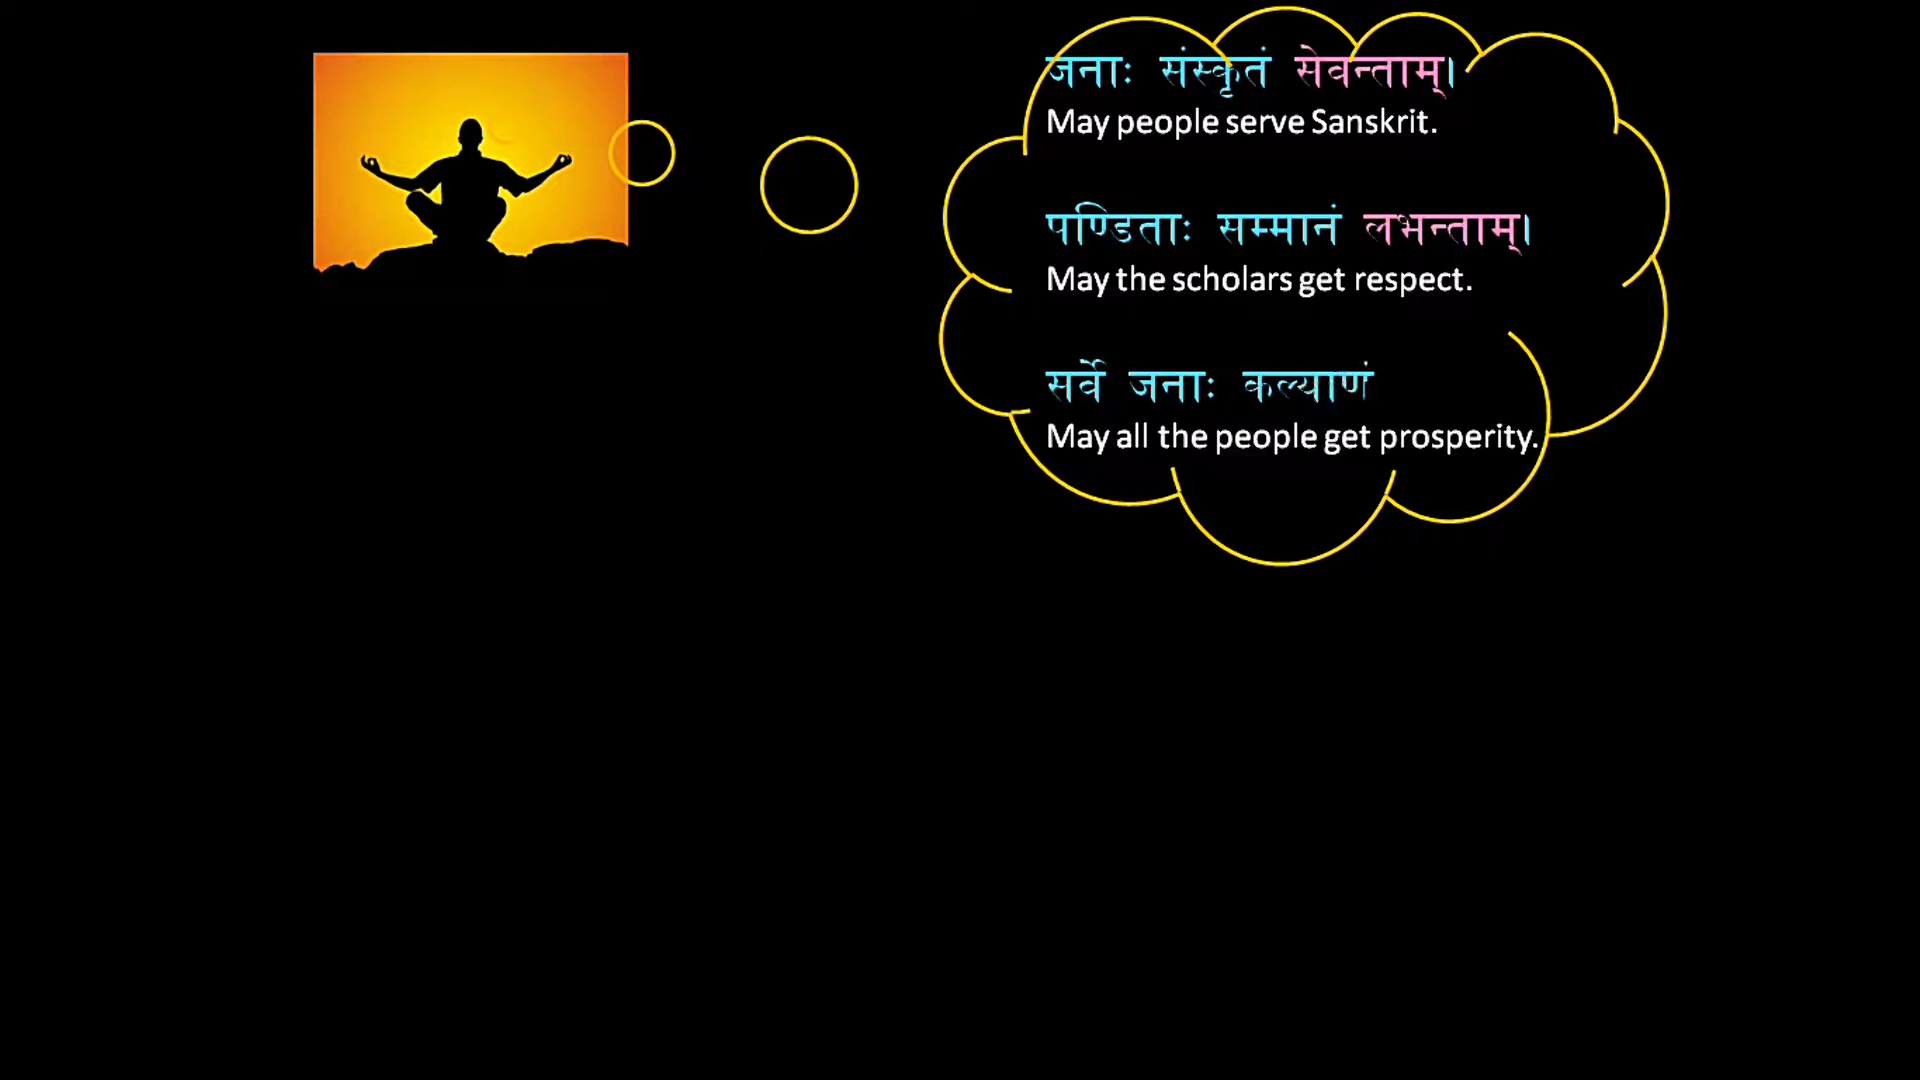 जनाः संस्कृतं सेवन्ताम्।
May people serve Sanskrit.
पण्डिताः सम्मानं लभन्ताम्।
May the scholars get respect.
सर्वे जनाः कल्याणं
May all the people get prosperity.